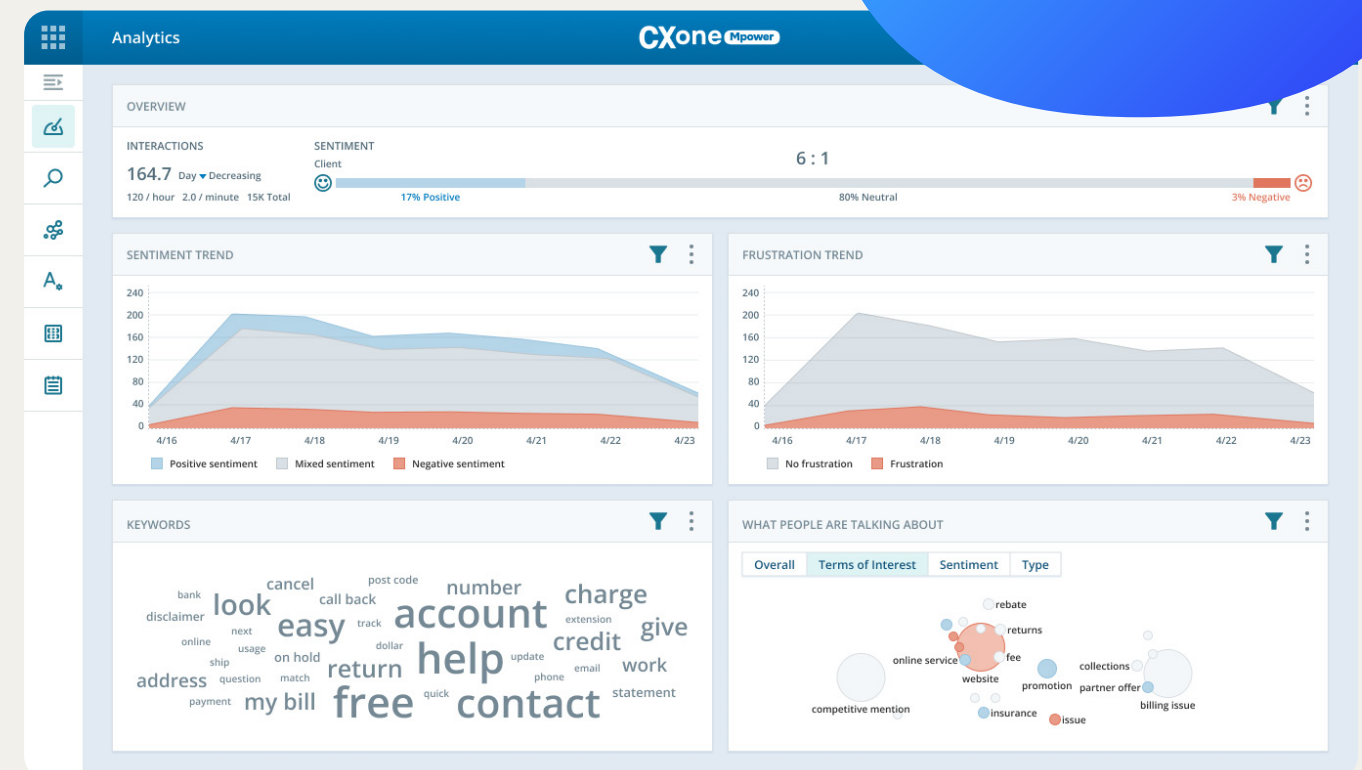 Analytics
CXone Mpower
OVERVIEW
INTERACTIONS
164.7 Day Decreasing
120 / hour 2.0 / minute 15K Total
SENTIMENT
Client
6 : 1
17% Positive
80% Neutral
3% Negative
SENTIMENT TREND
240
200
160
120
80
40
0
4/16 4/17 4/18 4/19 4/20 4/21 4/22 4/23
Positive sentiment Mixed sentiment Negative sentiment
FRUSTRATION TREND
240
200
160
120
80
40
0
4/16 4/17 4/18 4/19 4/20 4/21 4/22 4/23
No frustration Frustration
KEYWORDS
cancel post code number charge
bank look call back account
disclaimer easy track extension give
online next usage dollar credit
ship on hold return help update email work
address question match phone
payment my bill free quick contact statement
WHAT PEOPLE ARE TALKING ABOUT
Overall Terms of Interest Sentiment Type
rebate
returns
online service fee
website
collections
promotion partner offer
competitive mention
billing issue
insurance
issue